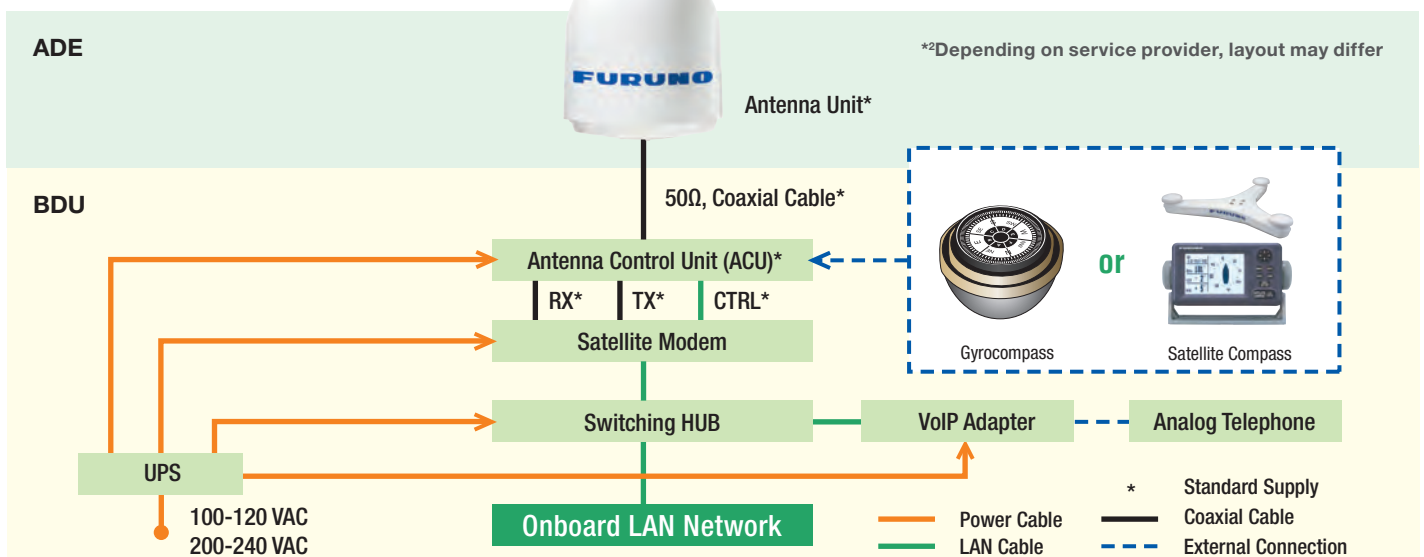 ADE
*²Depending on service provider, layout may differ
FURUNO
Antenna Unit*
BDU
50Ω, Coaxial Cable*
Antenna Control Unit (ACU)*
RX*
TX*
CTRL*
Satellite Modem
FURUNO
or
Gyrocompass
Satellite Compass
Switching HUB
VoIP Adapter
Analog Telephone
UPS
100-120 VAC
200-240 VAC
Onboard LAN Network
* Standard Supply
Power Cable
Coaxial Cable
LAN Cable
External Connection